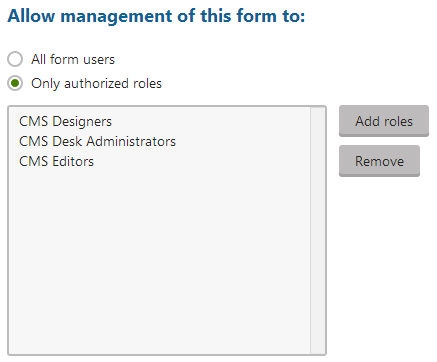 Allow management of this form to:
All form users
Only authorized roles
CMS Designers
CMS Desk Administrators
CMS Editors
Add roles
Remove